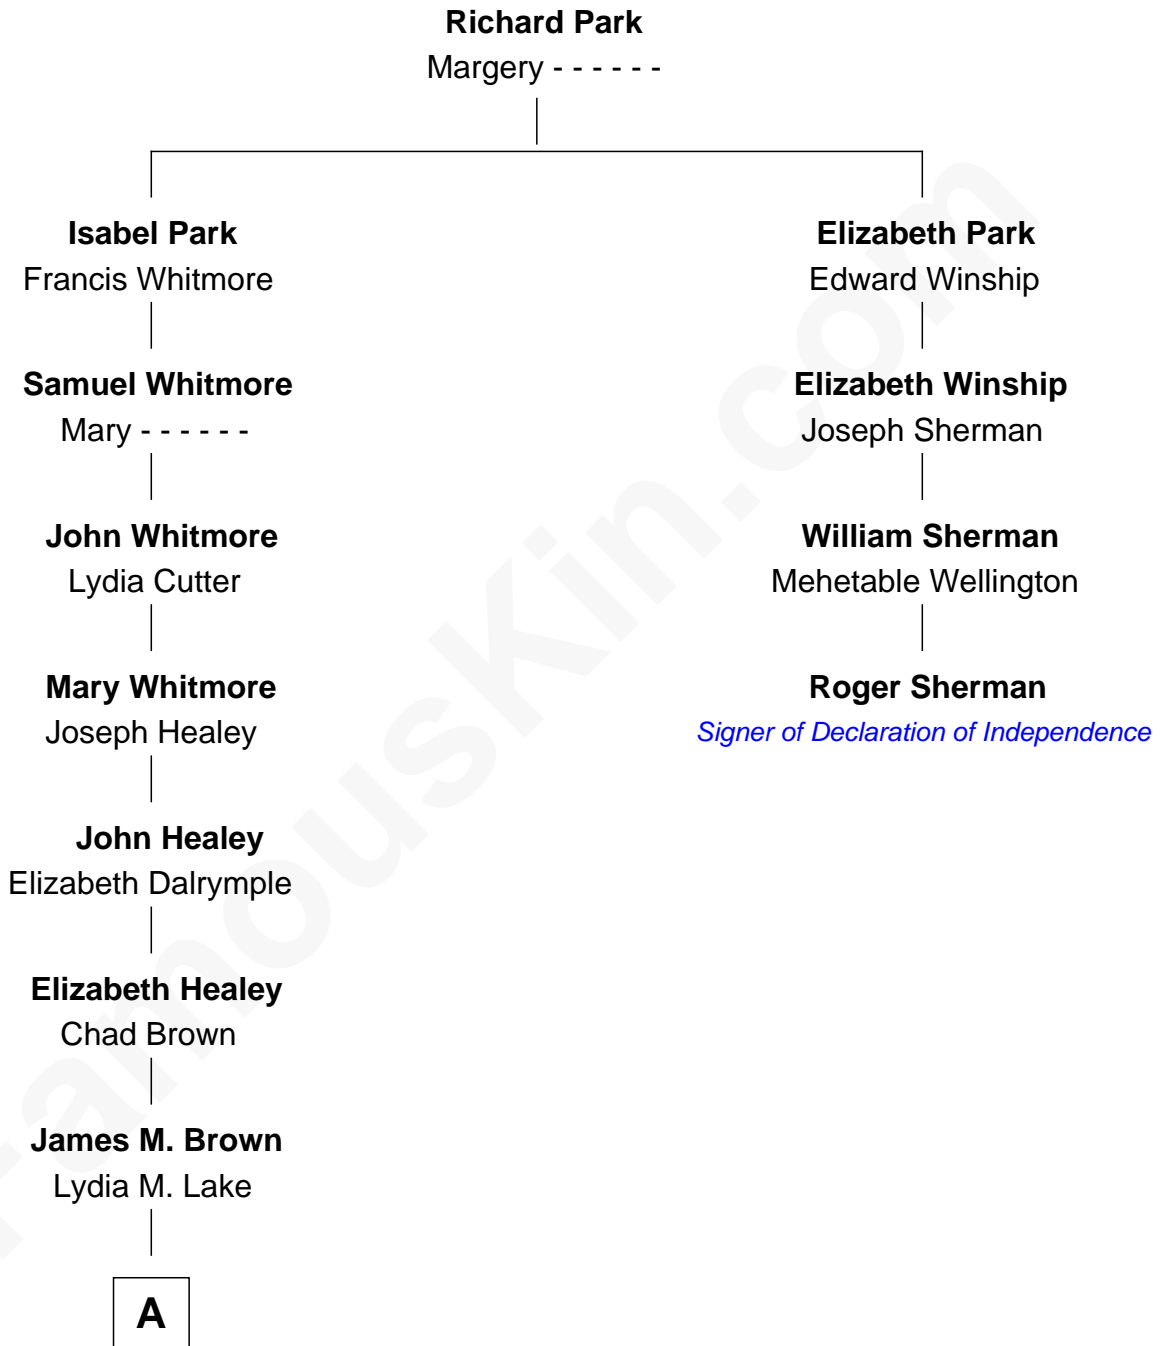 Richard Park
Margery - - - - - -
Isabel Park
Francis Whitmore
Elizabeth Park
Edward Winship
Samuel Whitmore
Mary - - - - - -
Elizabeth Winship
Joseph Sherman
John Whitmore
Lydia Cutter
William Sherman
Mehetable Wellington
Mary Whitmore
Joseph Healey
Roger Sherman
Signer of Declaration of Independence
John Healey
Elizabeth Dalrymple
Elizabeth Healey
Chad Brown
James M. Brown
Lydia M. Lake
A
FamousKin.com